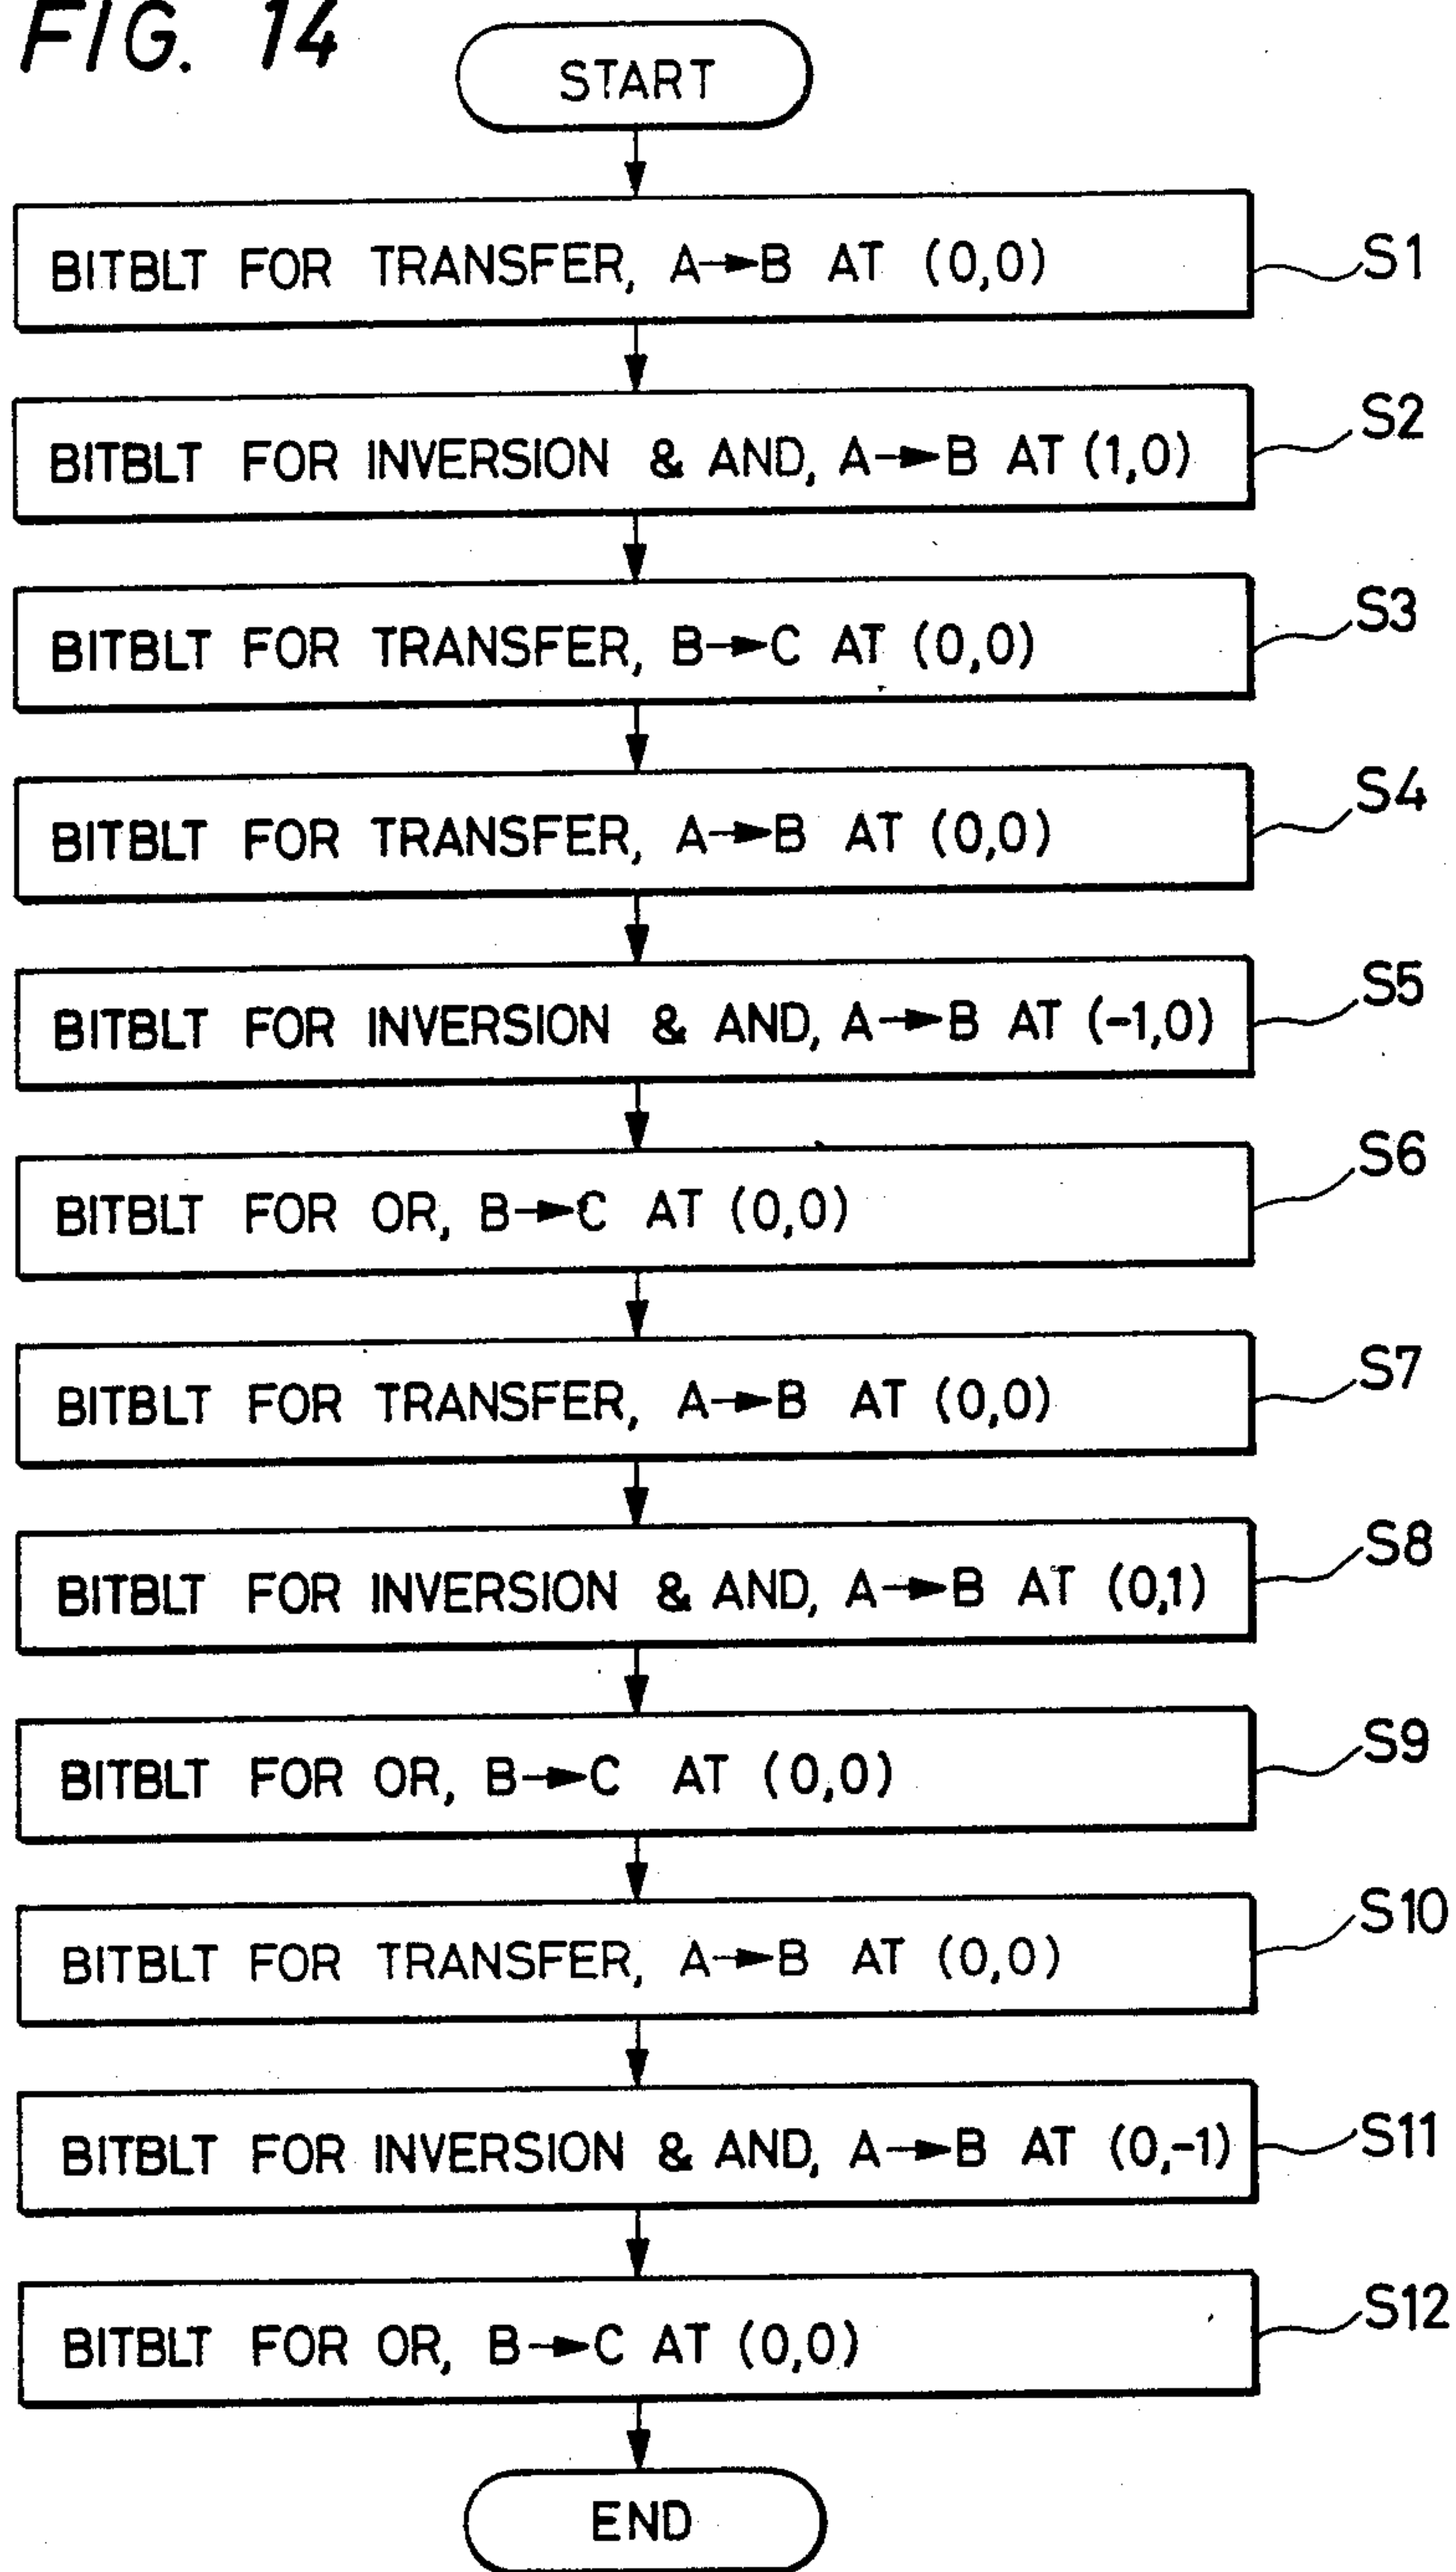 FIG. 14
START
BITBLT FOR TRANSFER, A→B AT (0,0) S1
BITBLT FOR INVERSION & AND, A→B AT (1,0) S2
BITBLT FOR TRANSFER, B→C AT (0,0) S3
BITBLT FOR TRANSFER, A→B AT (0,0) S4
BITBLT FOR INVERSION & AND, A→B AT (-1,0) S5
BITBLT FOR OR, B→C AT (0,0) S6
BITBLT FOR TRANSFER, A→B AT (0,0) S7
BITBLT FOR INVERSION & AND, A→B AT (0,1) S8
BITBLT FOR OR, B→C AT (0,0) S9
BITBLT FOR TRANSFER, A→B AT (0,0) S10
BITBLT FOR INVERSION & AND, A→B AT (0,-1) S11
BITBLT FOR OR, B→C AT (0,0) S12
END